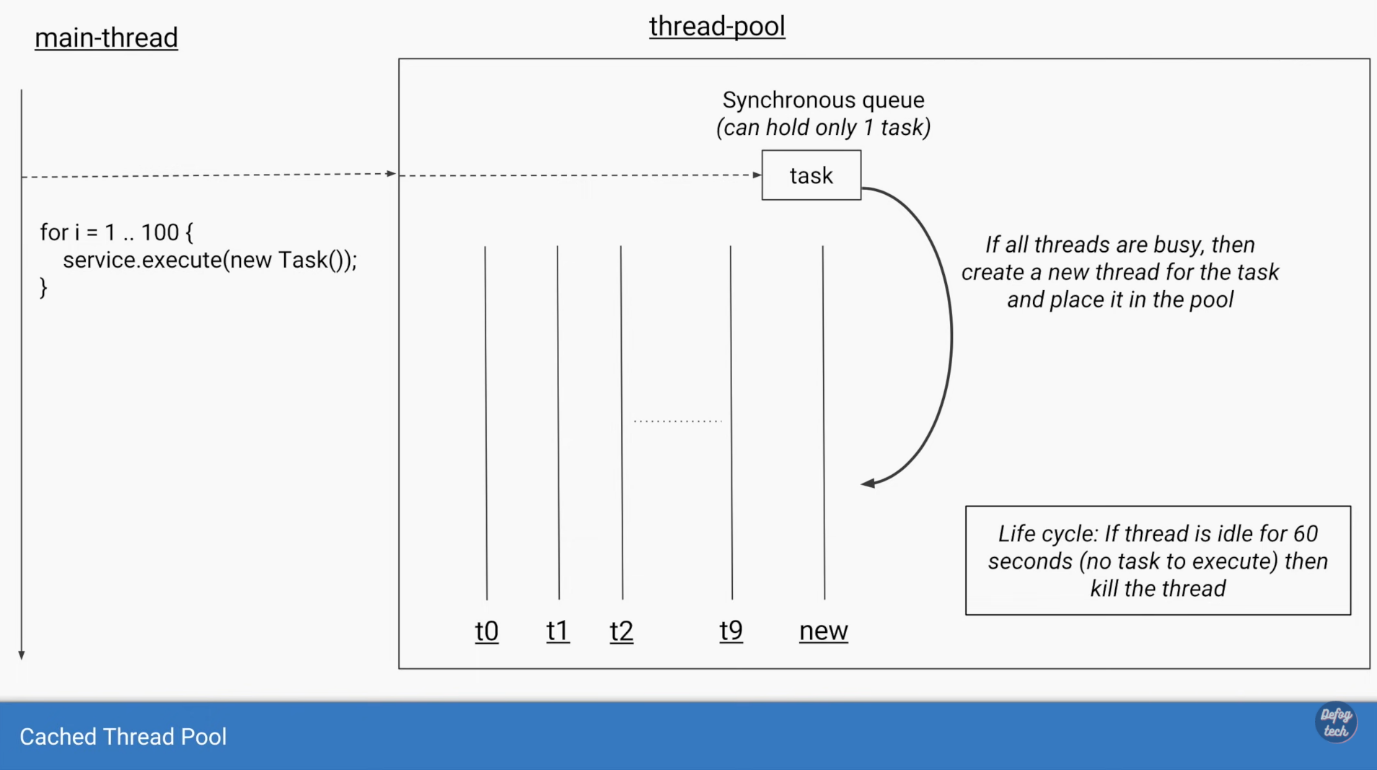 main-thread
thread-pool
Synchronous queue
(can hold only 1 task)
task
for i = 1 .. 100 {
service.execute(new Task());
}
If all threads are busy, then
create a new thread for the task
and place it in the pool
Life cycle: If thread is idle for 60
seconds (no task to execute) then
kill the thread
t0
t1
t2
t9
new
Cached Thread Pool
Defog
tech